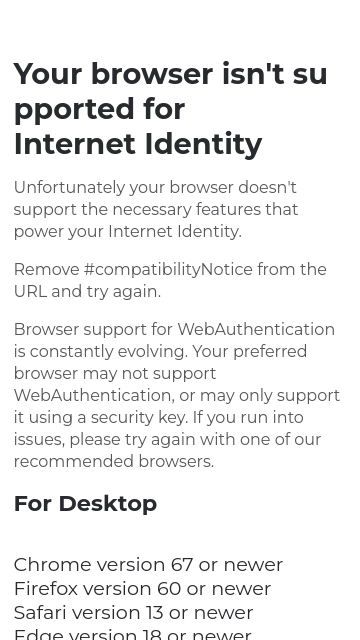 Your browser isn't su
pported for
Internet Identity
Unfortunately your browser doesn't
support the necessary features that
power your Internet Identity.
Remove #compatibilityNotice from the
URL and try again.
Browser support for WebAuthentication
is constantly evolving. Your preferred
browser may not support
WebAuthentication, or may only support
it using a security key. If you run into
issues, please try again with one of our
recommended browsers.
For Desktop
Chrome version 67 or newer
Firefox version 60 or newer
Safari version 13 or newer
Edge version 18 or newer